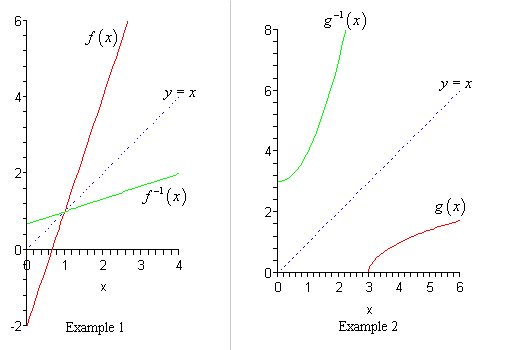 6
f(x)
4
y = x
2
f⁻¹(x)
0
0 1 2 3 4
x
-2
Example 1
g⁻¹(x)
8
y = x
6
4
2
g(x)
0
0 1 2 3 4 5 6
x
Example 2